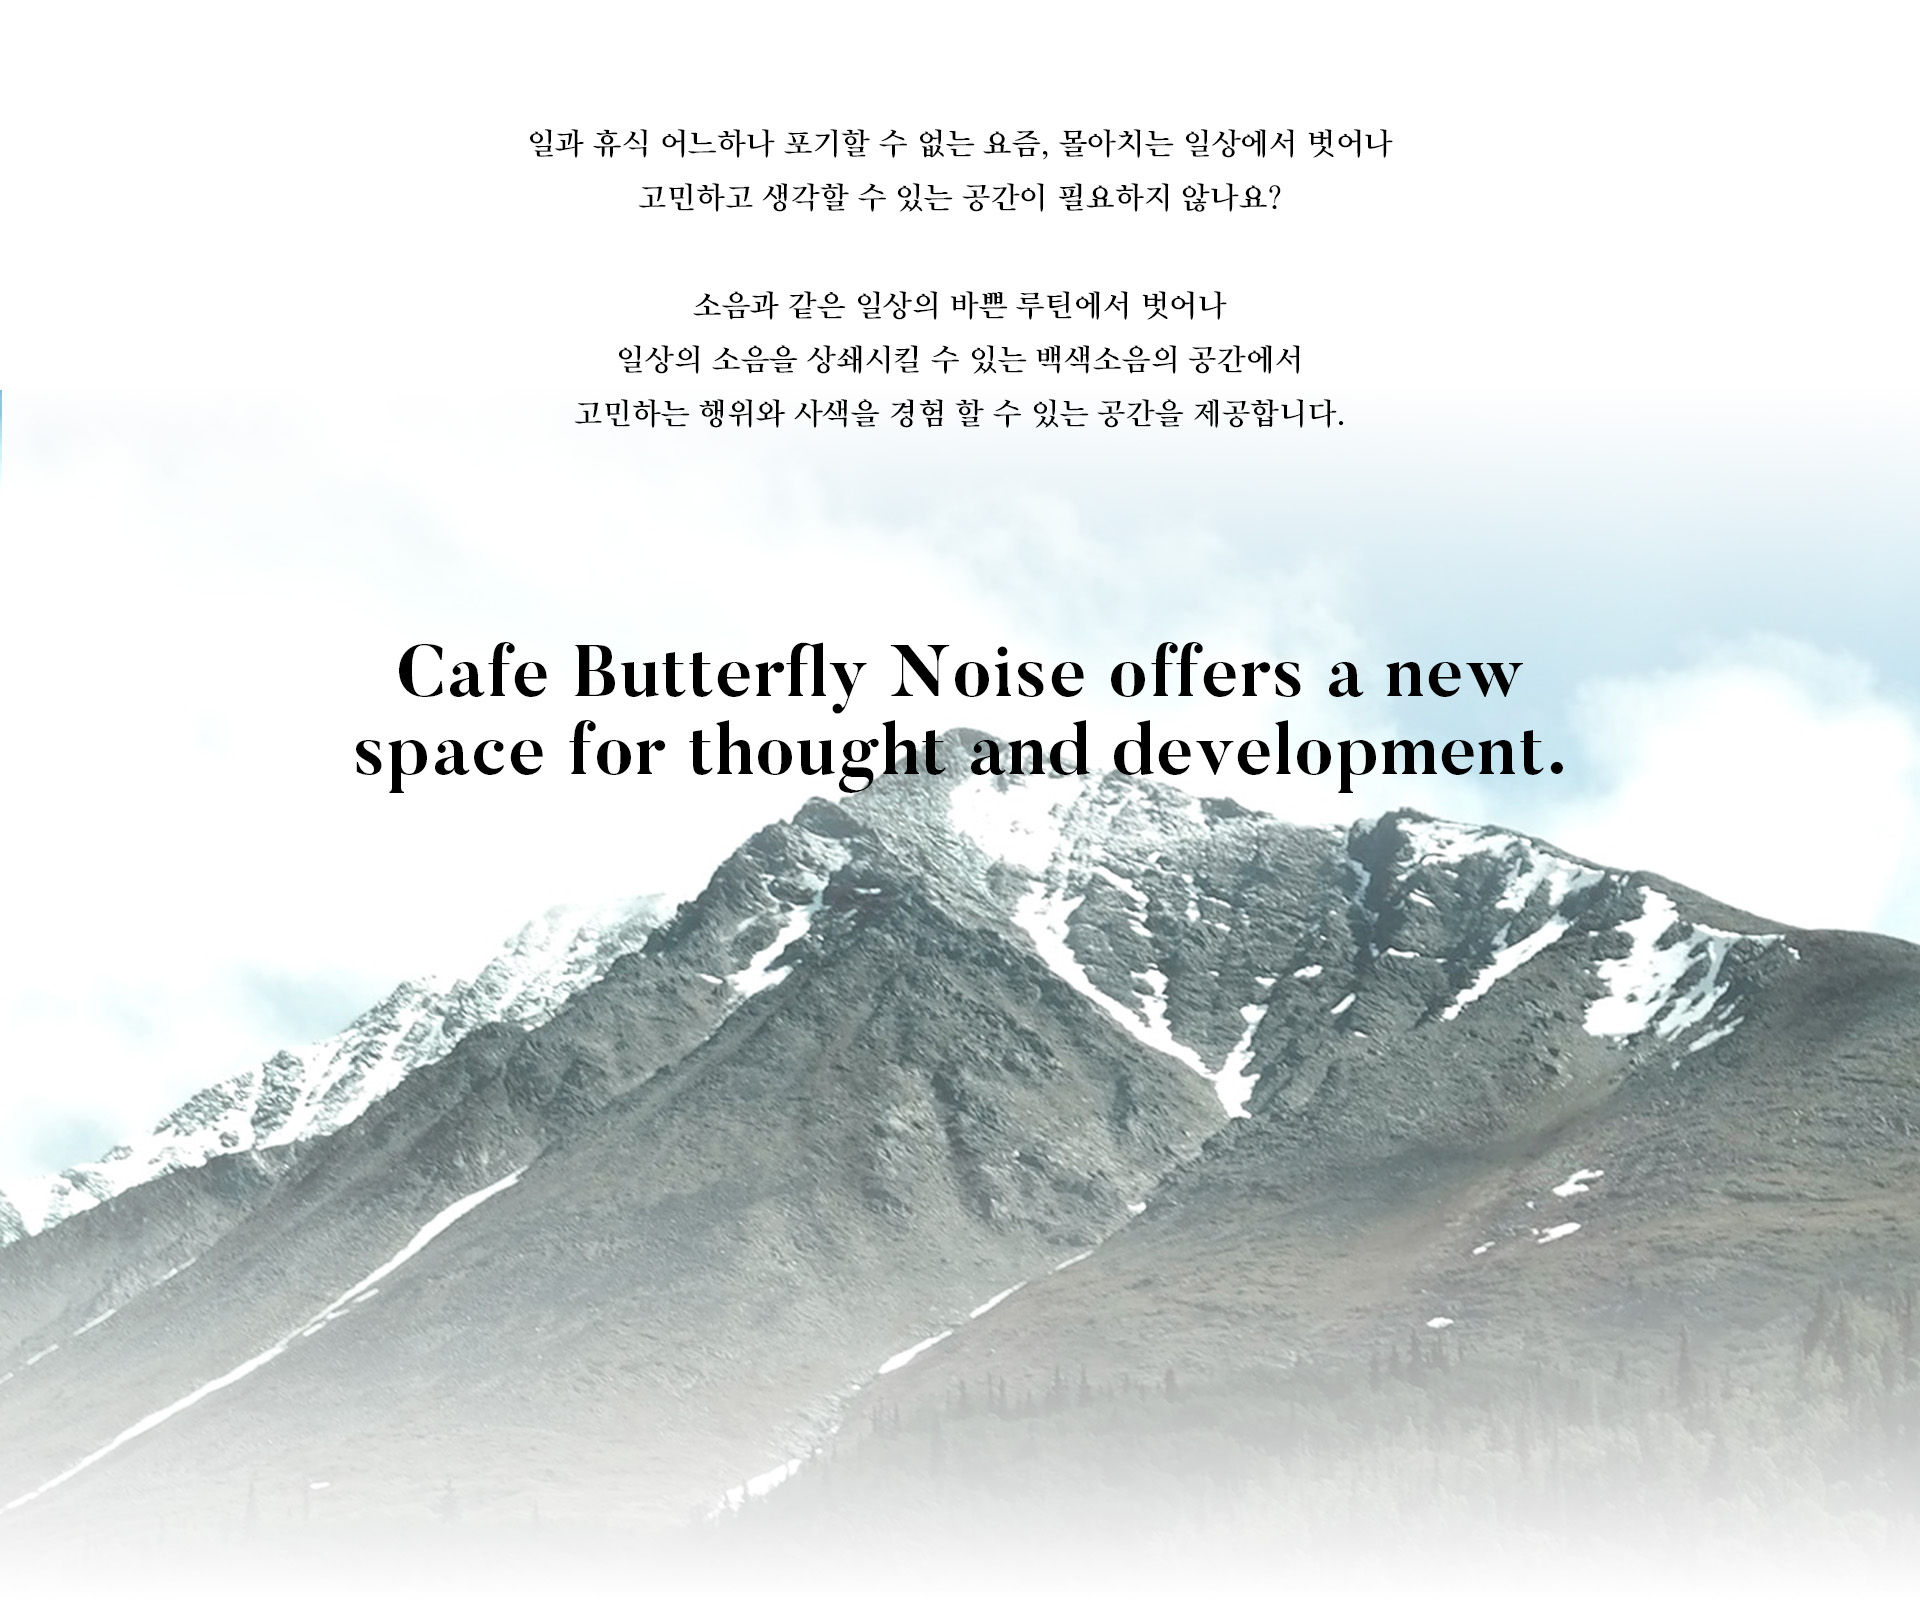 일과 휴식 어느하나 포기할 수 없는 요즘, 몰아치는 일상에서 벗어나
고민하고 생각할 수 있는 공간이 필요하지 않나요?
소음과 같은 일상의 바쁜 루틴에서 벗어나
일상의 소음을 상쇄시킬 수 있는 백색소음의 공간에서
고민하는 행위와 사색을 경험 할 수 있는 공간을 제공합니다.
Cafe Butterfly Noise offers a new
space for thought and development.